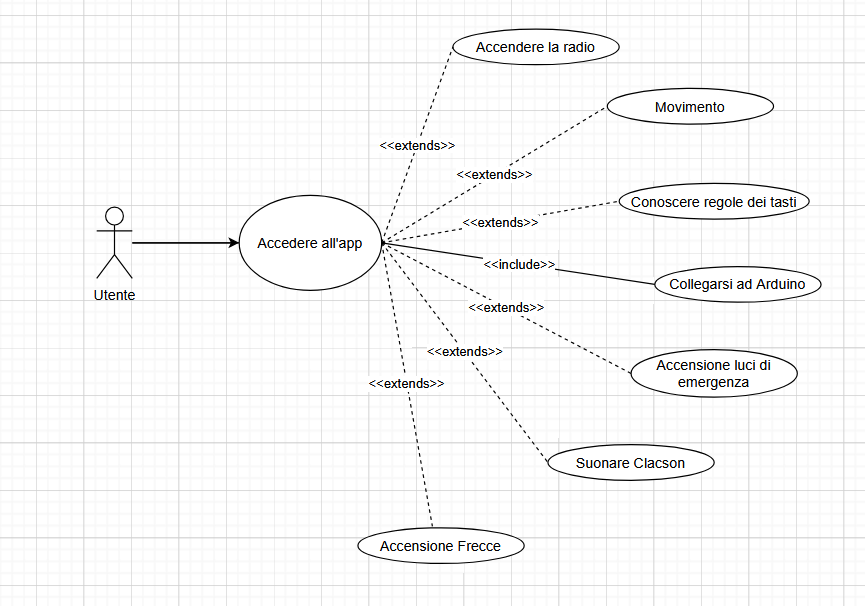 Accendere la radio
Movimento
<<extends>>
<<extends>>
Conoscere regole dei tasti
<<extends>>
Accedere all'app
<<include>>
Collegarsi ad Arduino
Utente
<<extends>>
<<extends>>
Accensione luci di
emergenza
<<extends>>
Suonare Clacson
Accensione Frecce